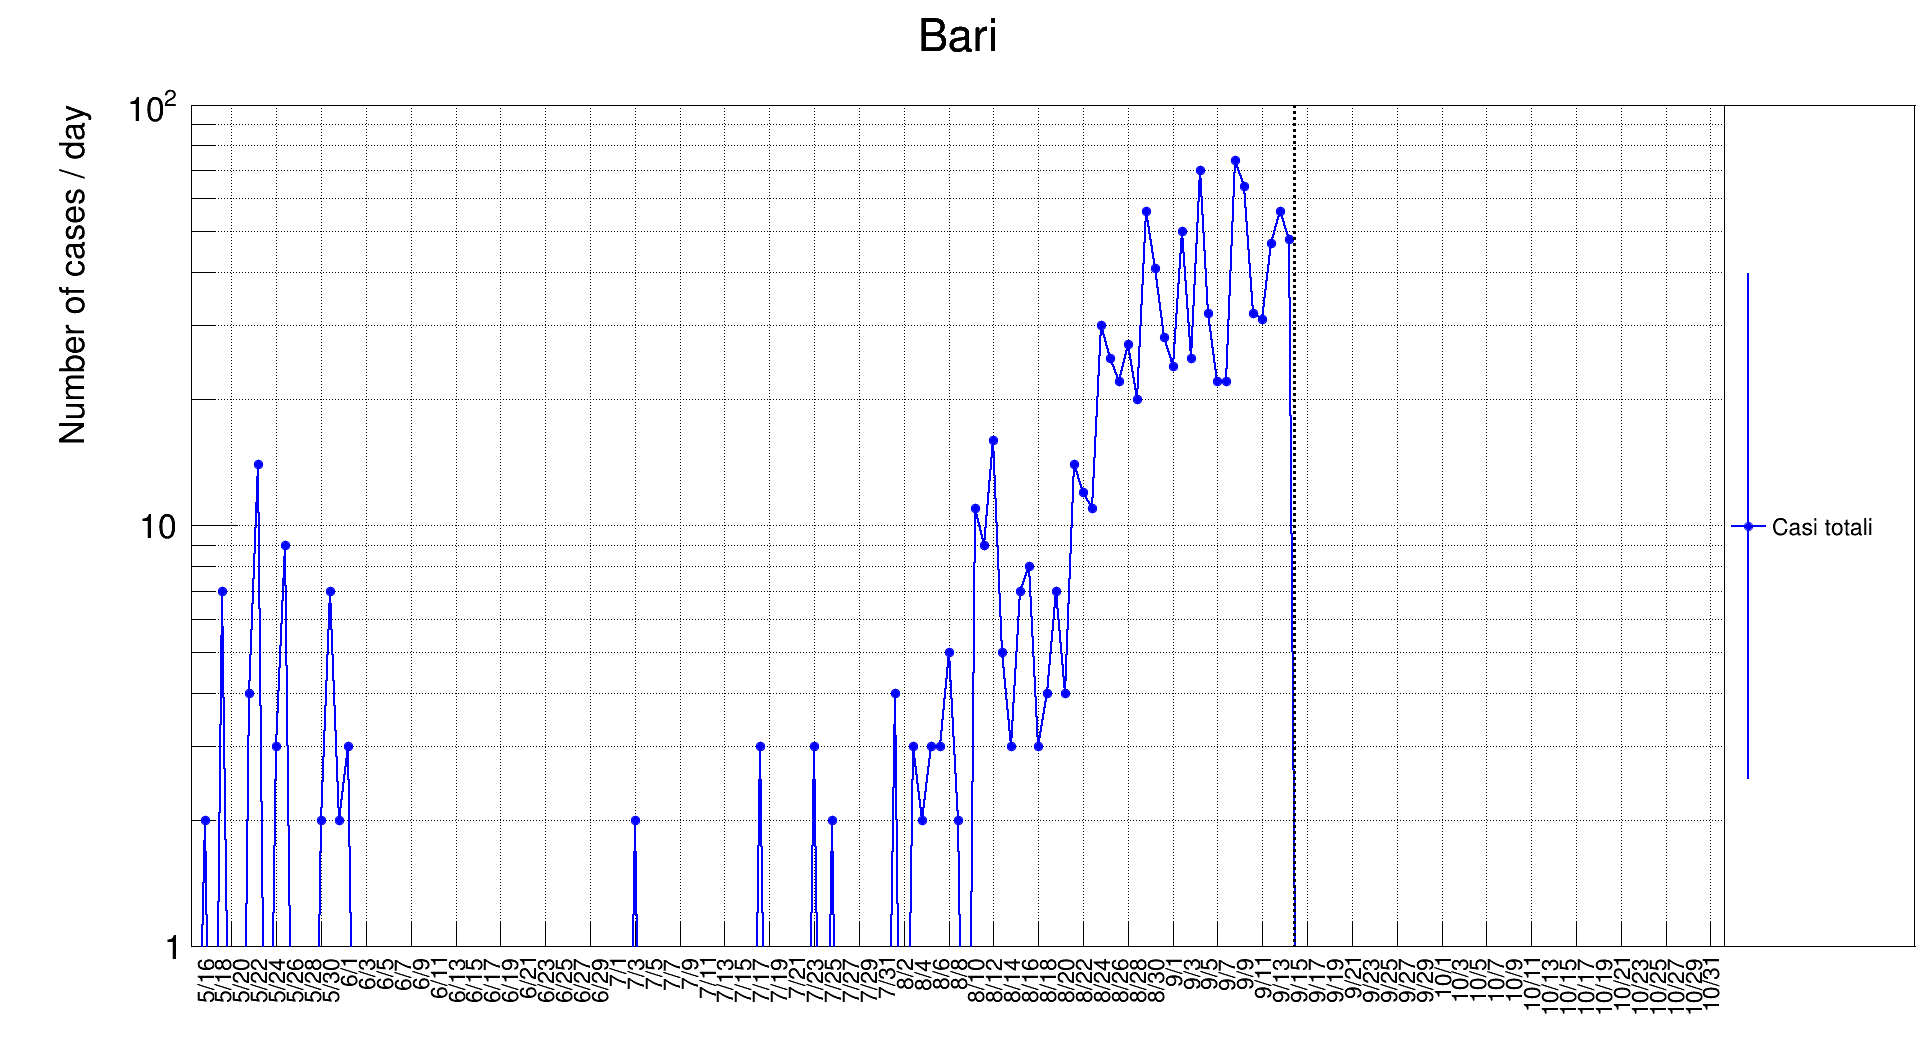 Bari
Number of cases / day
10²
10
1
Casi totali
5/16 5/18 5/20 5/22 5/24 5/26 5/28 5/30 6/1 6/3 6/5 6/7 6/9 6/11 6/13 6/15 6/17 6/19 6/21 6/23 6/25 6/27 6/29 7/1 7/3 7/5 7/7 7/9 7/11 7/13 7/15 7/17 7/19 7/21 7/23 7/25 7/27 7/29 7/31 8/2 8/4 8/6 8/8 8/10 8/12 8/14 8/16 8/18 8/20 8/22 8/24 8/26 8/28 8/30 9/1 9/3 9/5 9/7 9/9 9/11 9/13 9/15 9/17 9/19 9/21 9/23 9/25 9/27 9/29 10/1 10/3 10/5 10/7 10/9 10/11 10/13 10/15 10/17 10/19 10/21 10/23 10/25 10/27 10/29 10/31